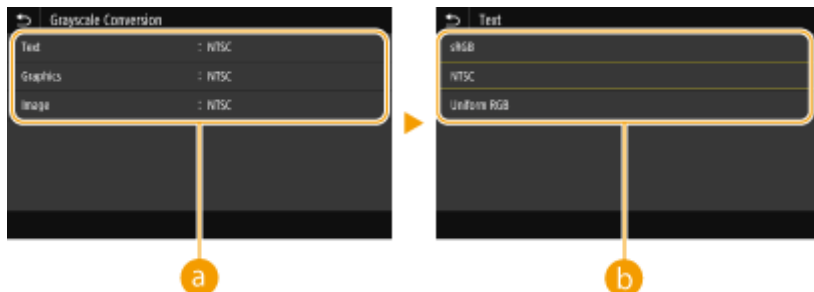 Grayscale Conversion
Text : NTSC
Graphics : NTSC
Image : NTSC
a
Text
sRGB
NTSC
Uniform RGB
b